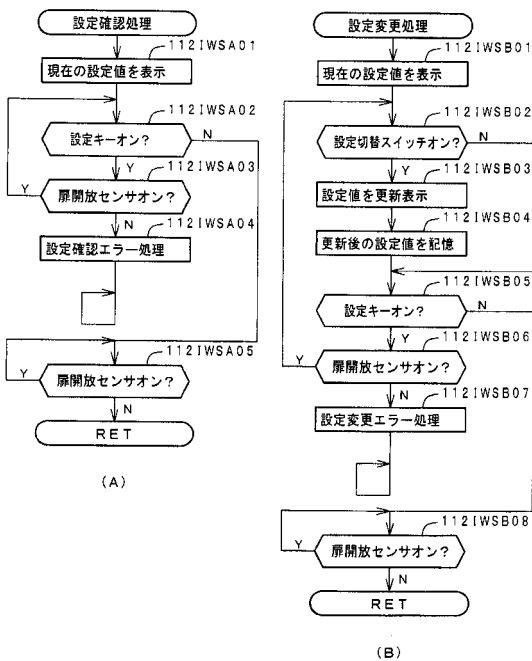 設定確認処理
112IWSA01
現在の設定値を表示
112IWSA02
設定キーオン?
N
Y
112IWSA03
扉開放センサオン?
Y
N
112IWSA04
設定確認エラー処理
112IWSA05
扉開放センサオン?
Y
N
RET
(A)
設定変更処理
112IWSB01
現在の設定値を表示
112IWSB02
設定切替スイッチオン?
N
Y
112IWSB03
設定値を更新表示
112IWSB04
更新後の設定値を記憶
112IWSB05
設定キーオン?
N
Y
112IWSB06
扉開放センサオン?
Y
N
112IWSB07
設定変更エラー処理
112IWSB08
扉開放センサオン?
Y
N
RET
(B)